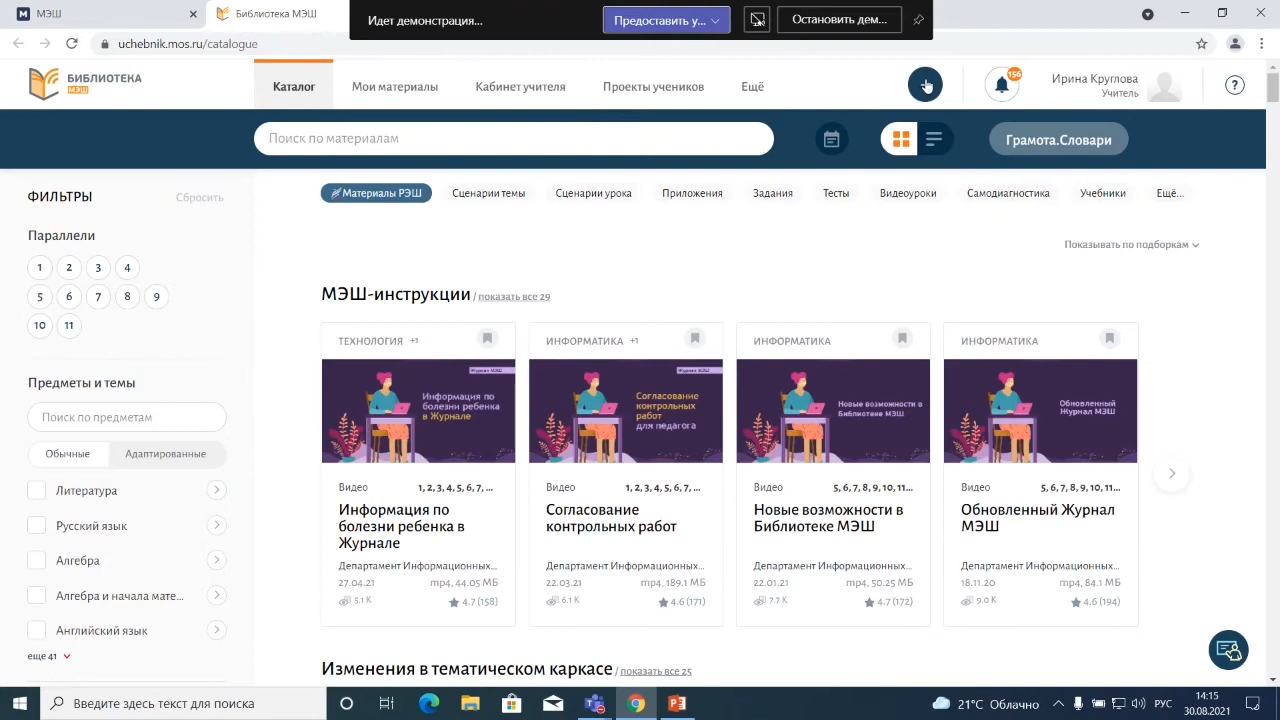 МЭШ
Библиотека МЭШ
Идет демонстрация...
Предоставить у...
Остановить дем...
uchebnik.mos.ru/catalogue
БИБЛИОТЕКА
МЭШ
Каталог
Мои материалы
Кабинет учителя
Проекты учеников
Ещё
156
Ирина Круглова
Учитель
?
Поиск по материалам
Грамота.Словари
ФИЛЬТРЫ
Сбросить
Материалы РЭШ
Сценарии темы
Сценарии урока
Приложения
Задания
Тесты
Видеоуроки
Самодиагностика
Учебники
Ещё...
Параллели
1 2 3 4
5 6 7 8 9
10 11
Показывать по подборкам
Предметы и темы
Поиск по предмета
Обычные
Адаптированные
Литература
Русский язык
Алгебра
Алгебра и начала мате...
Английский язык
еще 41
МЭШ-инструкции / показать все 29
ТЕХНОЛОГИЯ +1
Журнал МЭШ
Информация по
болезни ребенка
в Журнале
Видео
1, 2, 3, 4, 5, 6, 7, ...
Информация по
болезни ребенка в
Журнале
Департамент Информационных...
27.04.21
mp4, 44.05 МБ
5.1 K
4.7 (158)
ИНФОРМАТИКА +1
Журнал МЭШ
Согласование
контрольных
работ
для педагога
Видео
1, 2, 3, 4, 5, 6, 7, ...
Согласование
контрольных работ
Департамент Информационных...
22.03.21
mp4, 189.1 МБ
6.1 K
4.6 (171)
ИНФОРМАТИКА
Новые возможности в
Библиотеке МЭШ
Видео
5, 6, 7, 8, 9, 10, 11...
Новые возможности в
Библиотеке МЭШ
Департамент Информационных...
22.01.21
mp4, 50.25 МБ
7.7 K
4.7 (172)
ИНФОРМАТИКА
Обновленный
Журнал МЭШ
Видео
5, 6, 7, 8, 9, 10, 11...
Обновленный Журнал
МЭШ
Департамент Информационных...
18.11.20
mp4, 84.1 МБ
9.0 K
4.6 (194)
Изменения в тематическом каркасе / показать все 25
Введите здесь текст для поиска
21°C Облачно
РУС
14:15
30.08.2021